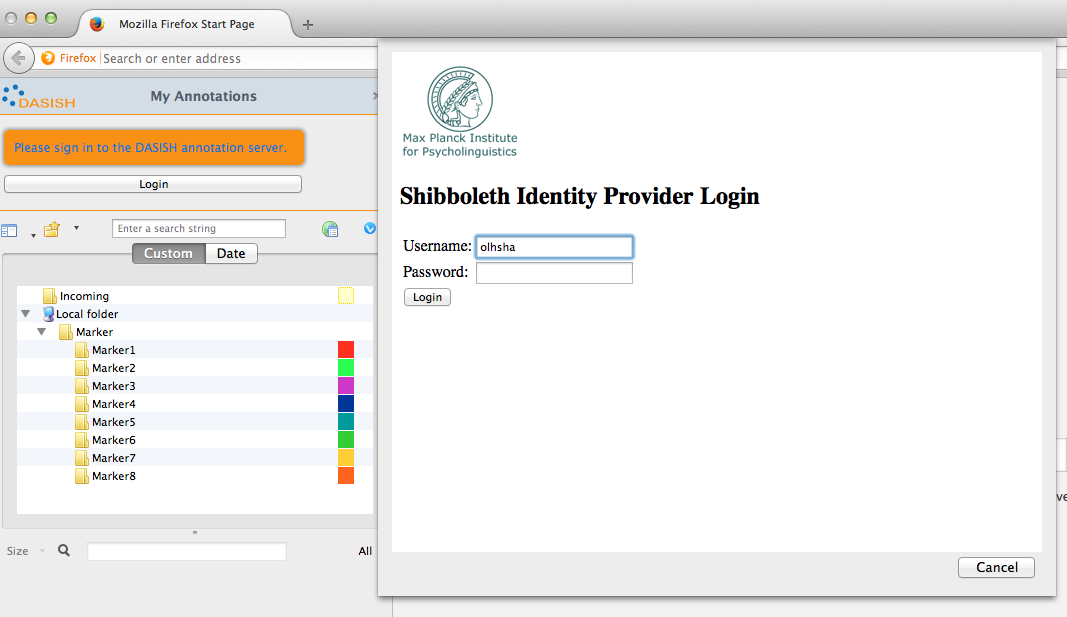 Mozilla Firefox Start Page
Firefox Search or enter address
DASISH
My Annotations
Please sign in to the DASISH annotation server.
Login
Enter a search string
Custom Date
Incoming
Local folder
Marker
Marker1
Marker2
Marker3
Marker4
Marker5
Marker6
Marker7
Marker8
Size
All
Max Planck Institute
for Psycholinguistics
Shibboleth Identity Provider Login
Username: olhsha
Password:
Login
Cancel
ve